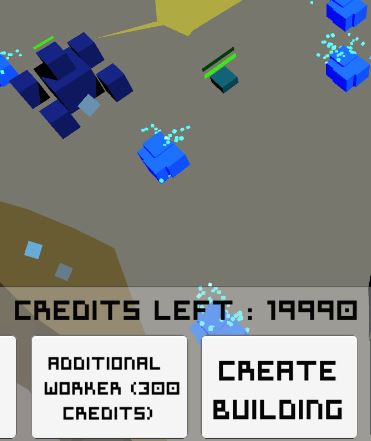 CREDITS LEFT : 19990
ADDITIONAL
WORKER (300
CREDITS)
CREATE
BUILDING